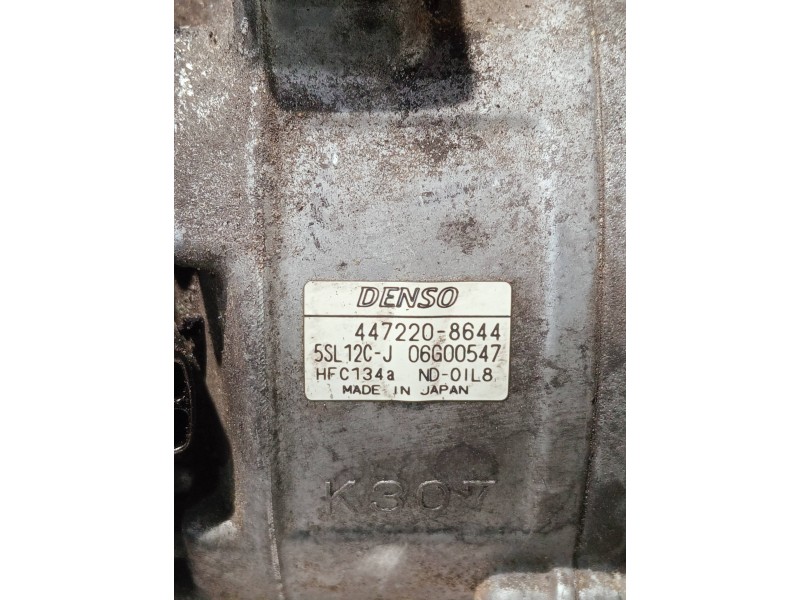 DENSO
447220-8644
5SL12C-J 06G00547
HFC134a ND-OIL8
MADE IN JAPAN
K307